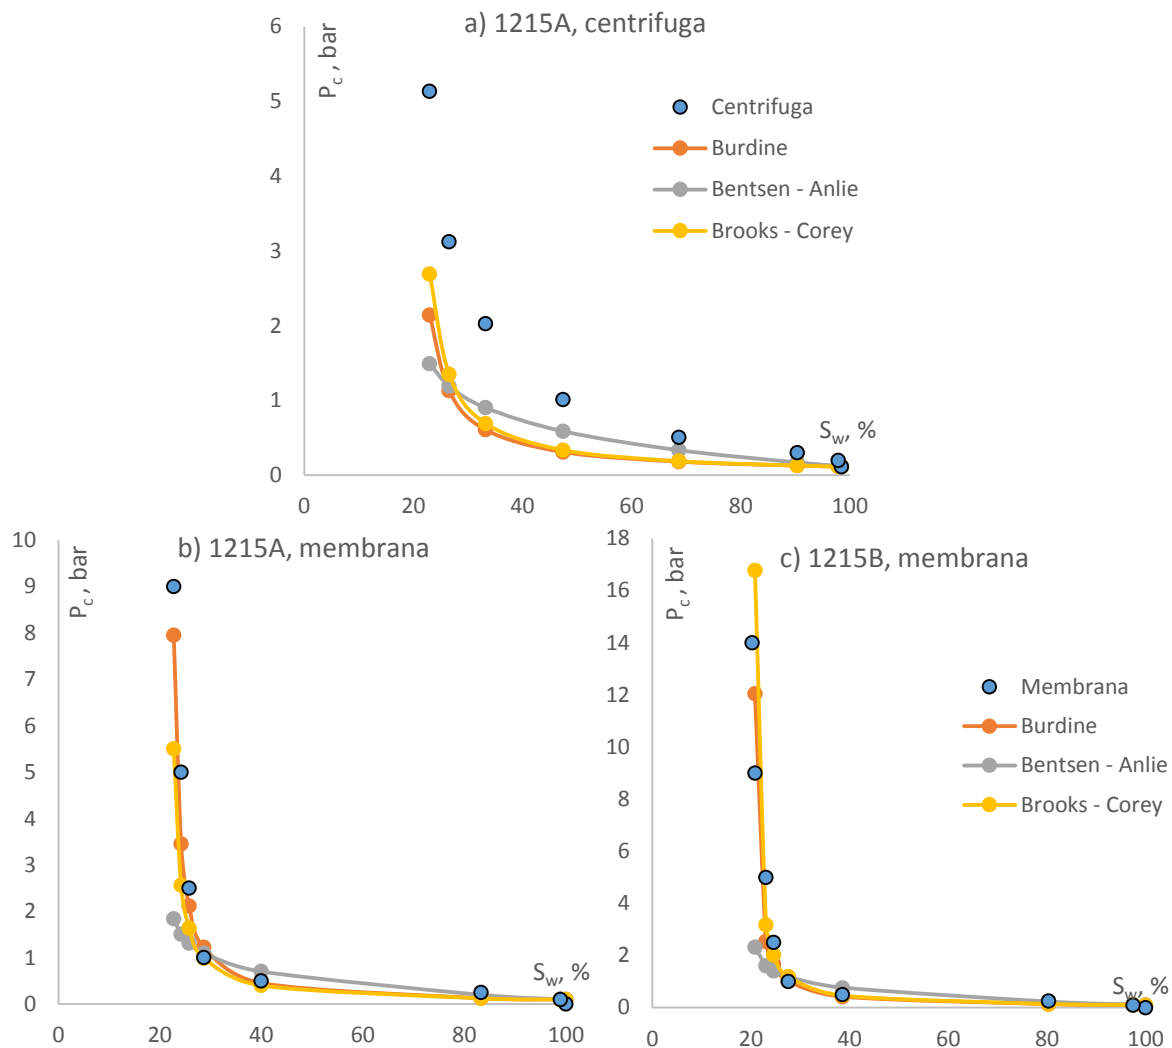 a) 1215A, centrifuga
P_c , bar
6
5
4
3
2
1
0
Centrifuga
Burdine
Bentsen - Anlie
Brooks - Corey
S_w, %
0 20 40 60 80 100
b) 1215A, membrana
P_c , bar
10
9
8
7
6
5
4
3
2
1
0
S_w, %
0 20 40 60 80 100
c) 1215B, membrana
P_c , bar
18
16
14
12
10
8
6
4
2
0
Membrana
Burdine
Bentsen - Anlie
Brooks - Corey
S_w, %
0 20 40 60 80 100